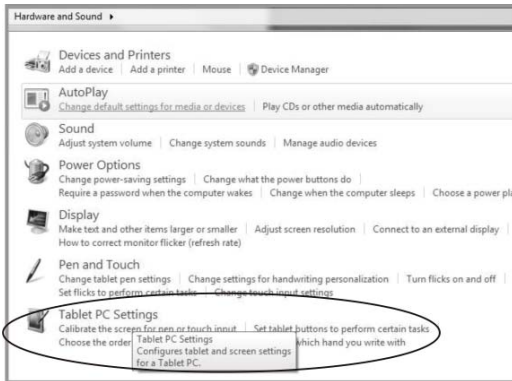 Hardware and Sound
Devices and Printers
Add a device | Add a printer | Mouse | Device Manager
AutoPlay
Change default settings for media or devices | Play CDs or other media automatically
Sound
Adjust system volume | Change system sounds | Manage audio devices
Power Options
Change power-saving settings | Change what the power buttons do |
Require a password when the computer wakes | Change when the computer sleeps | Choose a power pla
Display
Make text and other items larger or smaller | Adjust screen resolution | Connect to an external display |
How to correct monitor flicker (refresh rate)
Pen and Touch
Change tablet pen settings | Change settings for handwriting personalization | Turn flicks on and off |
Set flicks to perform certain tasks | Change touch input settings
Tablet PC Settings
Calibrate the screen for pen or touch input | Set tablet buttons to perform certain tasks
Choose the order which hand you write with
Tablet PC Settings
Configures tablet and screen settings
for a Tablet PC.